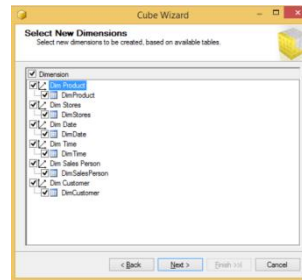 Cube Wizard
Select New Dimensions
Select new dimensions to be created, based on available tables.
Dimension
Dim Product
DimProduct
Dim Stores
DimStores
Dim Date
DimDate
Dim Time
DimTime
Dim Sales Person
DimSalesPerson
Dim Customer
DimCustomer
< Back
Next >
Finish >>|
Cancel